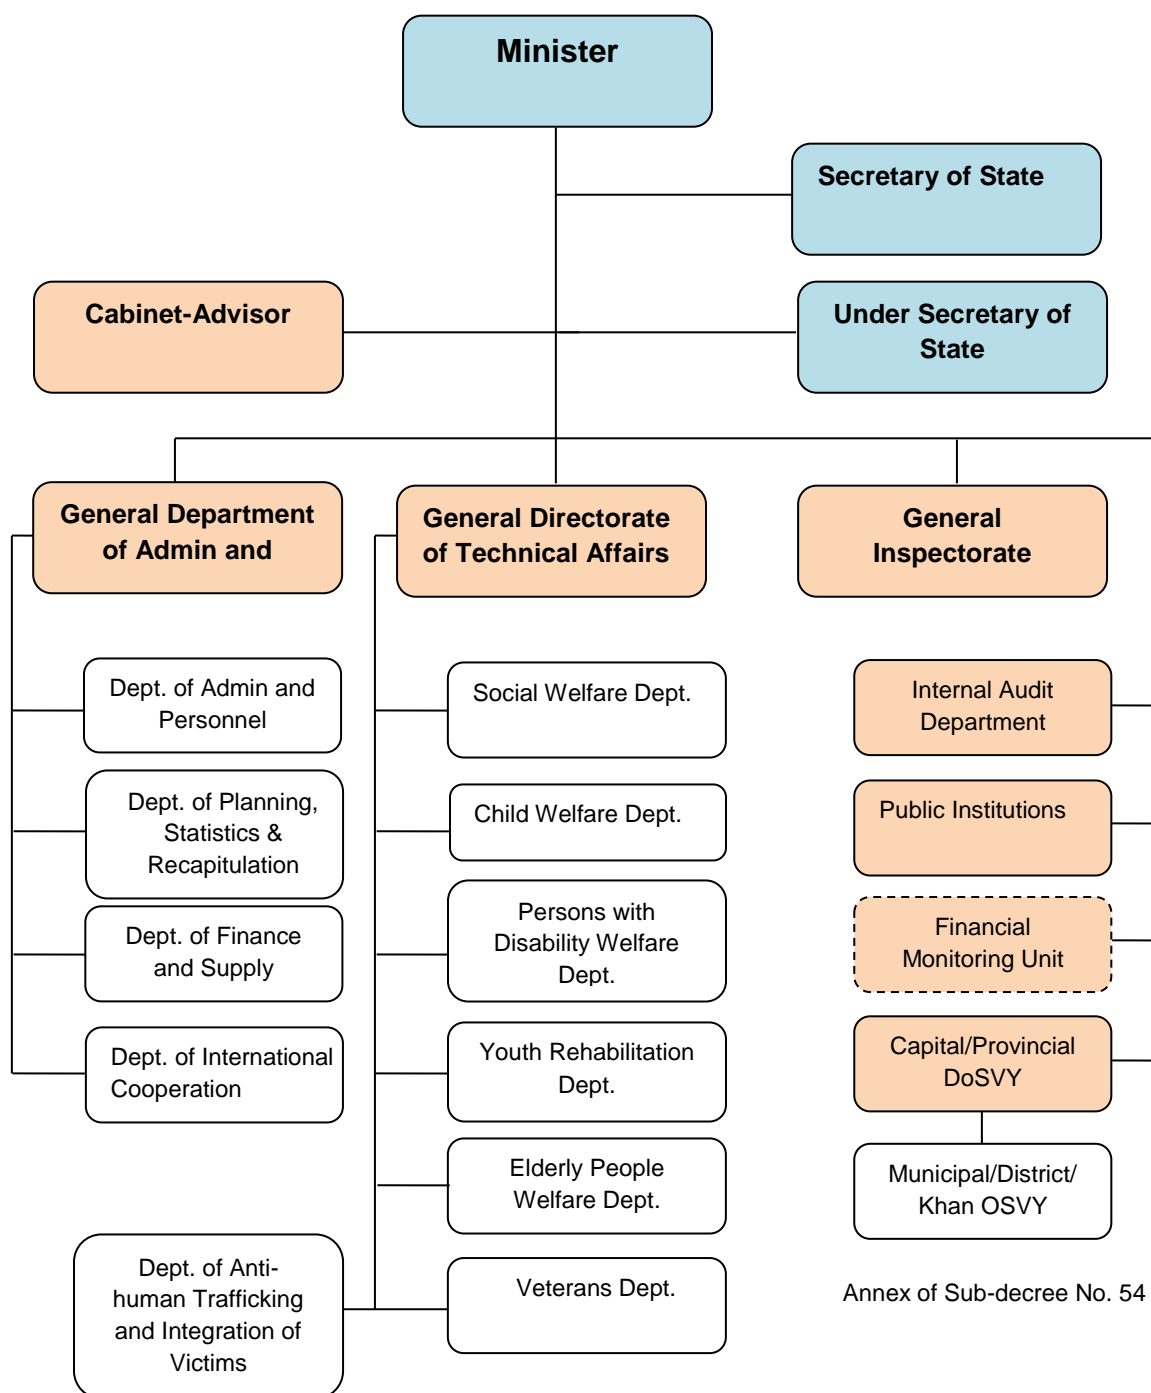 Minister
Secretary of State
Cabinet-Advisor
Under Secretary of
State
General Department
of Admin and
General Directorate
of Technical Affairs
General
Inspectorate
Dept. of Admin and
Personnel
Dept. of Planning,
Statistics &
Recapitulation
Dept. of Finance
and Supply
Dept. of International
Cooperation
Social Welfare Dept.
Child Welfare Dept.
Persons with
Disability Welfare
Dept.
Youth Rehabilitation
Dept.
Elderly People
Welfare Dept.
Veterans Dept.
Dept. of Anti-
human Trafficking
and Integration of
Victims
Internal Audit
Department
Public Institutions
Financial
Monitoring Unit
Capital/Provincial
DoSVY
Municipal/District/
Khan OSVY
Annex of Sub-decree No. 54